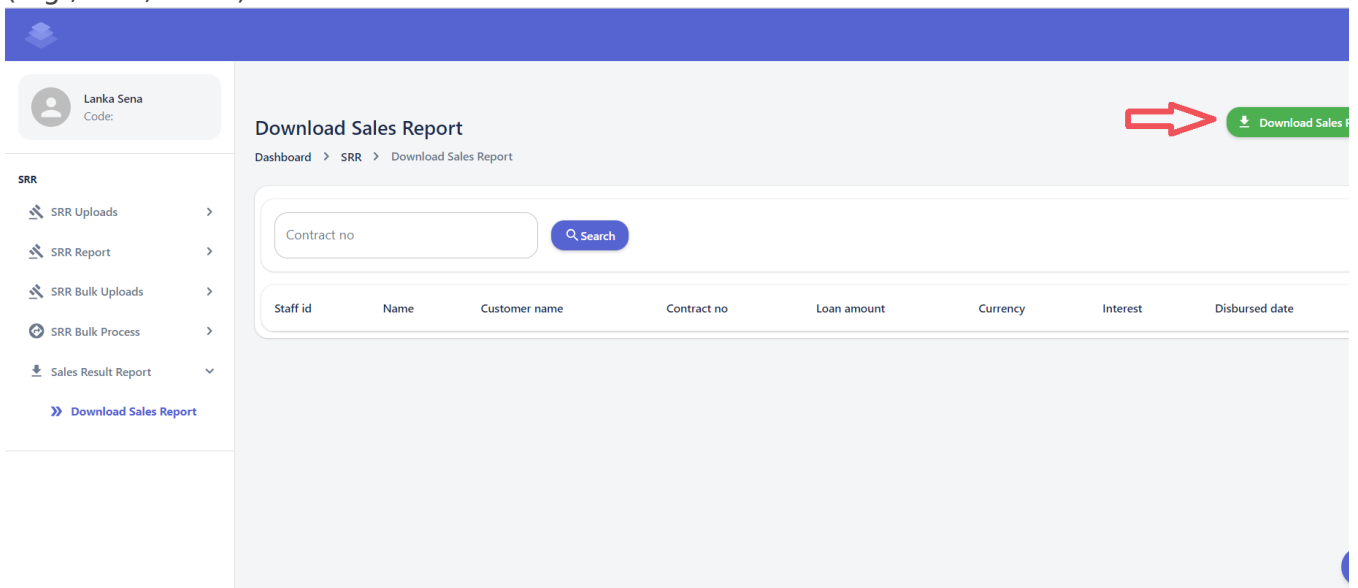 Lanka Sena
Code:
Download Sales Report
Download Sales R
Dashboard > SRR > Download Sales Report
SRR
SRR Uploads
SRR Report
SRR Bulk Uploads
SRR Bulk Process
Sales Result Report
Download Sales Report
Contract no
Search
Staff id Name Customer name Contract no Loan amount Currency Interest Disbursed date